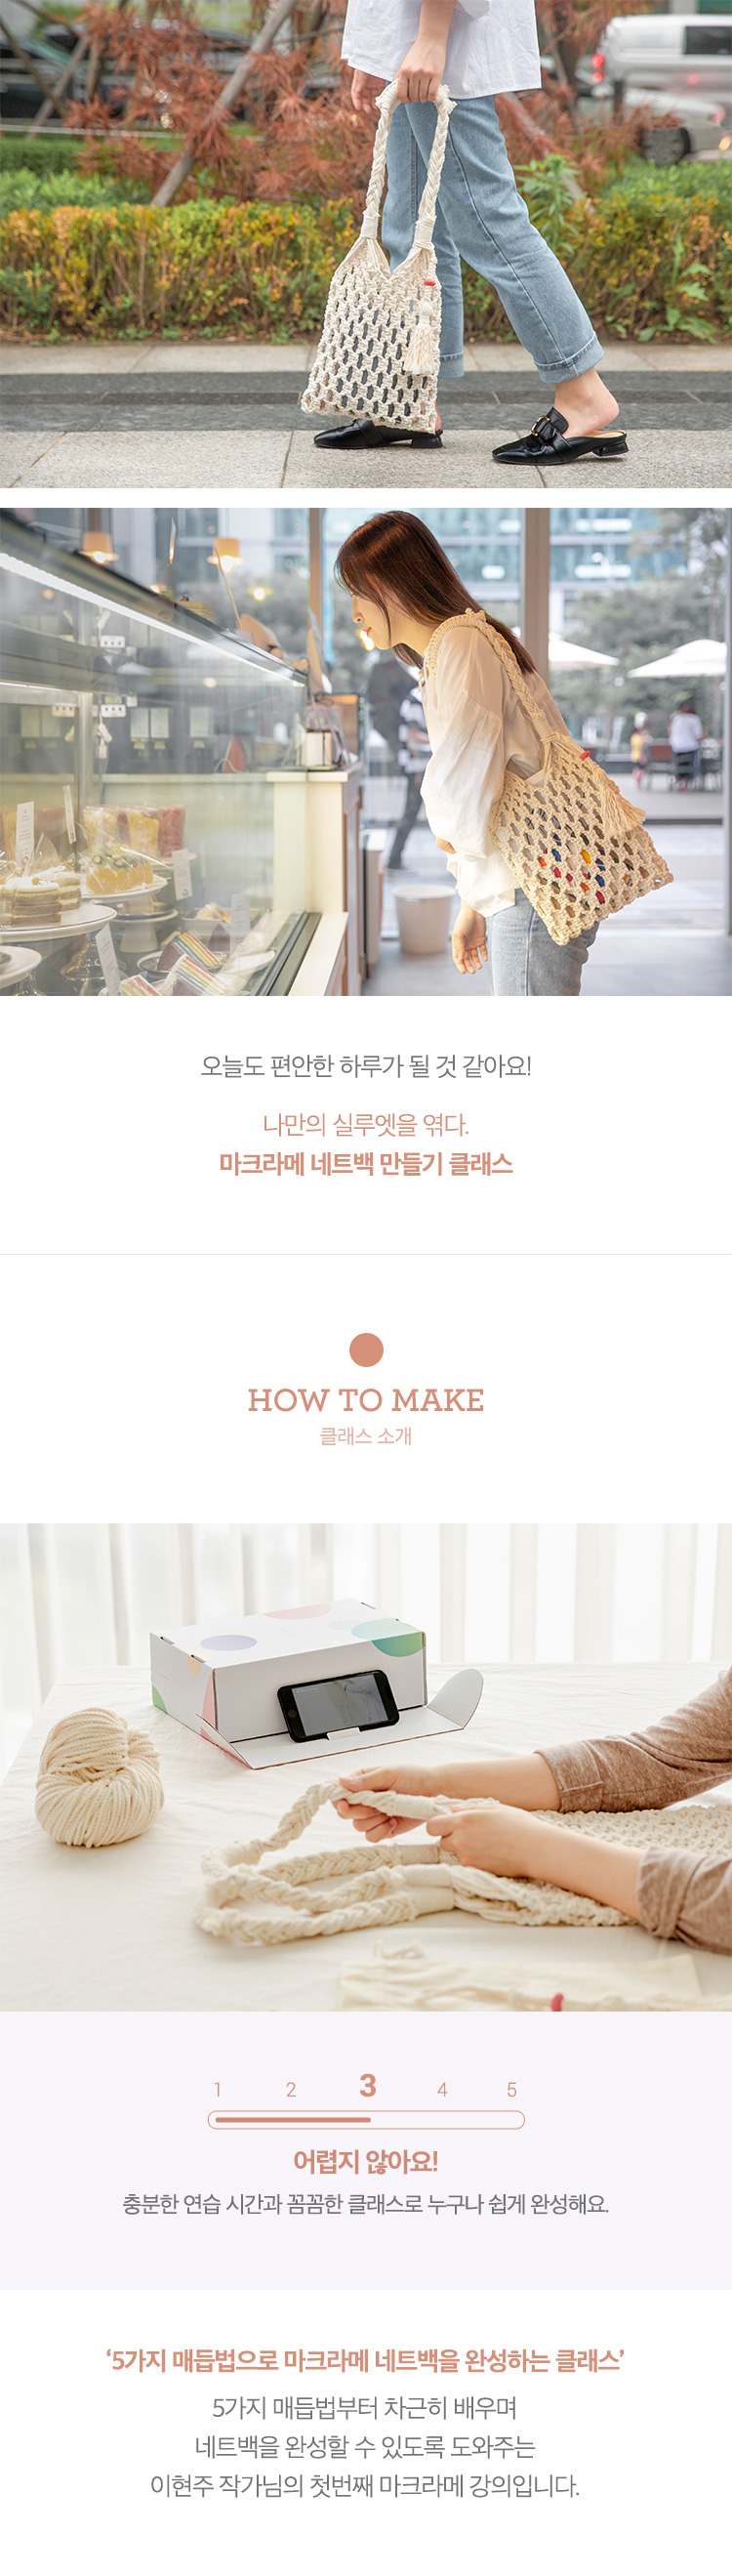 오늘도 편안한 하루가 될 것 같아요!
나만의 실루엣을 엮다.
마크라메 네트백 만들기 클래스
HOW TO MAKE
클래스 소개
1 2 3 4 5
어렵지 않아요!
충분한 연습 시간과 꼼꼼한 클래스로 누구나 쉽게 완성해요.
‘5가지 매듭법으로 마크라메 네트백을 완성하는 클래스’
5가지 매듭법부터 차근히 배우며
네트백을 완성할 수 있도록 도와주는
이현주 작가님의 첫번째 마크라메 강의입니다.